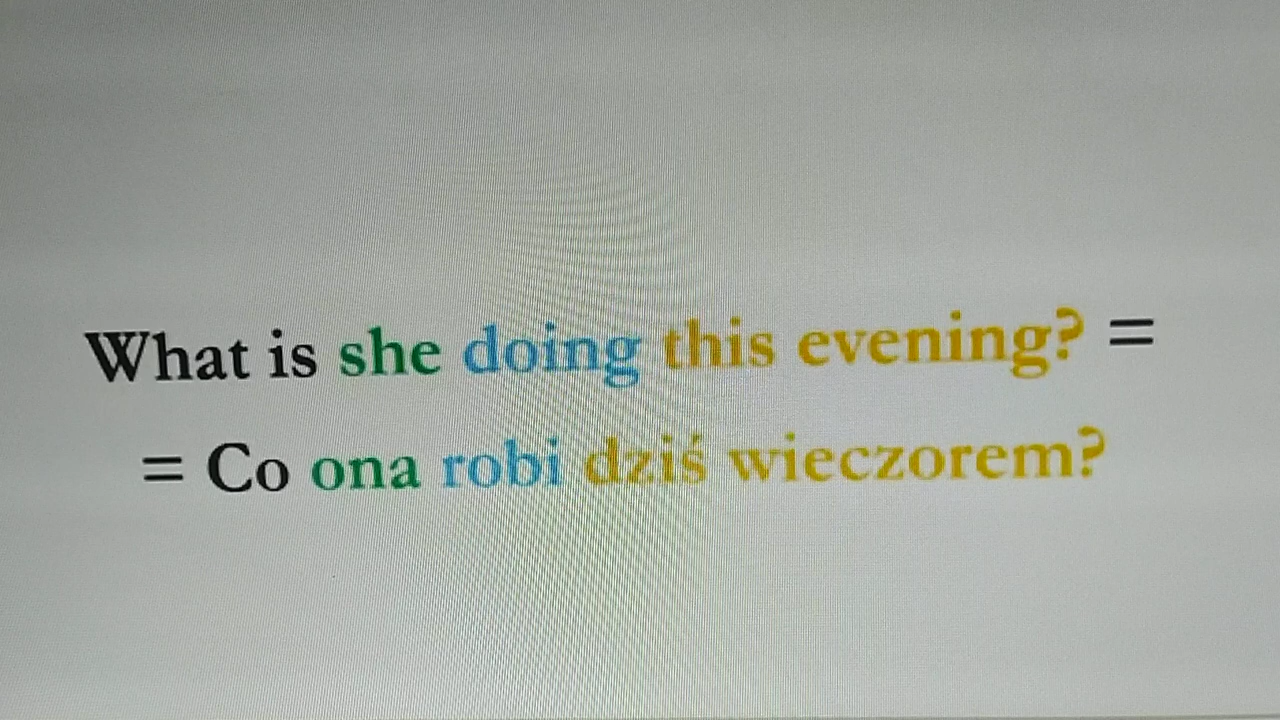 What is she doing this evening? =
= Co ona robi dziś wieczorem?